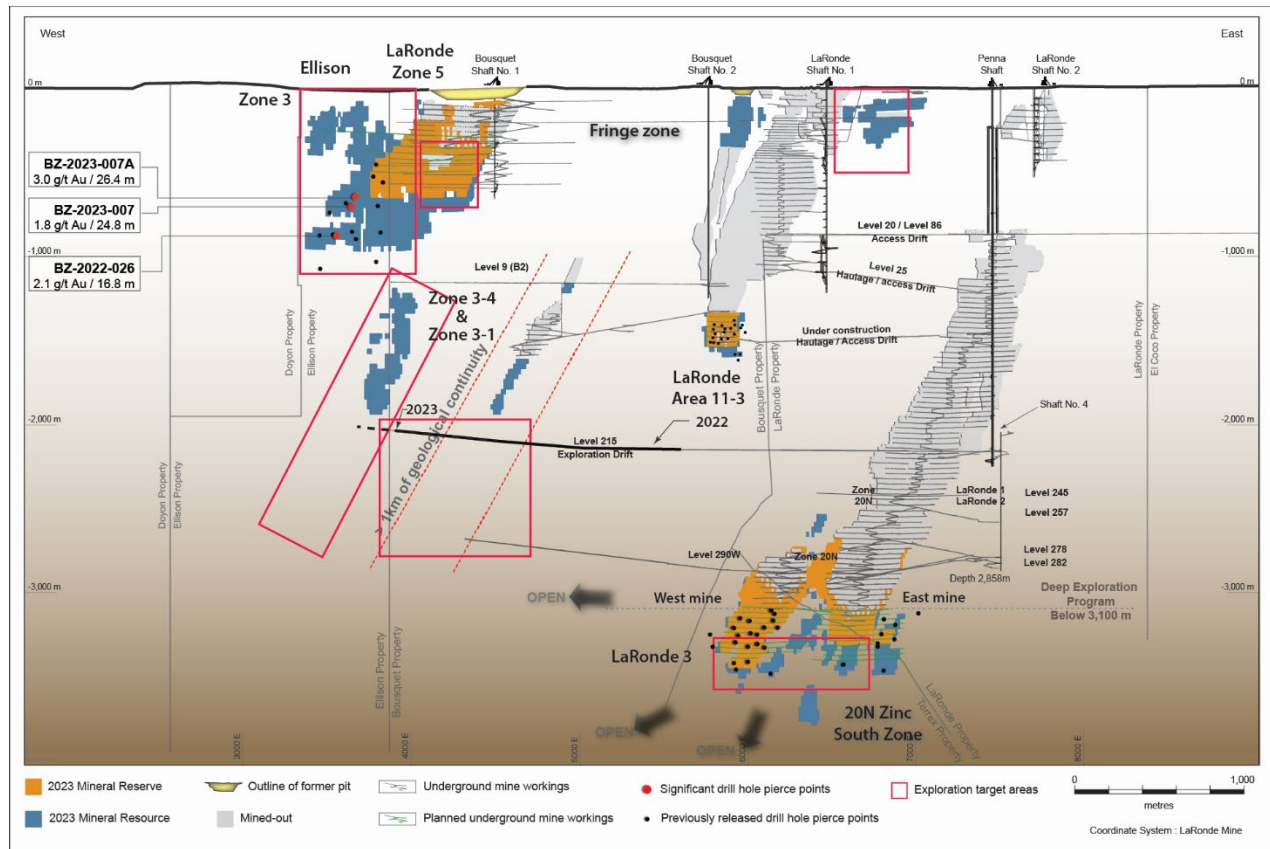 West
East
LaRonde
Zone 5
Ellison
Bousquet
Shaft No. 1
Bousquet
Shaft No. 2
LaRonde
Shaft No. 1
Penna
Shaft
LaRonde
Shaft No. 2
0 m
0 m
Zone 3
Fringe zone
BZ-2023-007A
3.0 g/t Au / 26.4 m
BZ-2023-007
1.8 g/t Au / 24.8 m
BZ-2022-026
2.1 g/t Au / 16.8 m
-1,000 m
-1,000 m
Level 20 / Level 86
Access Drift
Level 25
Haulage / access Drift
Level 9 (B2)
Zone 3-4
&
Zone 3-1
Doyon Property
Ellison Property
Under construction
Haulage / Access Drift
LaRonde
Area 11-3
Bousquet Property
LaRonde Property
LaRonde Property
El Coco Property
-2,000 m
-2,000 m
2023
2022
Level 215
Exploration Drift
Shaft No. 4
> 1km of geological continuity
Doyon Property
Ellison Property
Zone
20N
LaRonde 1
LaRonde 2
Level 245
Level 257
Level 290W
Zone 20N
Level 278
Level 282
Depth 2,858m
-3,000 m
-3,000 m
OPEN
West mine
East mine
Deep Exploration
Program
Below 3,100 m
LaRonde 3
Ellison Property
Bousquet Property
20N Zinc
South Zone
LaRonde Property
Terrex Property
OPEN
OPEN
3000 E
4000 E
5000 E
6000 E
7000 E
8000 E
2023 Mineral Reserve
Outline of former pit
Underground mine workings
Significant drill hole pierce points
Exploration target areas
0
1,000
metres
2023 Mineral Resource
Mined-out
Planned underground mine workings
Previously released drill hole pierce points
Coordinate System : LaRonde Mine